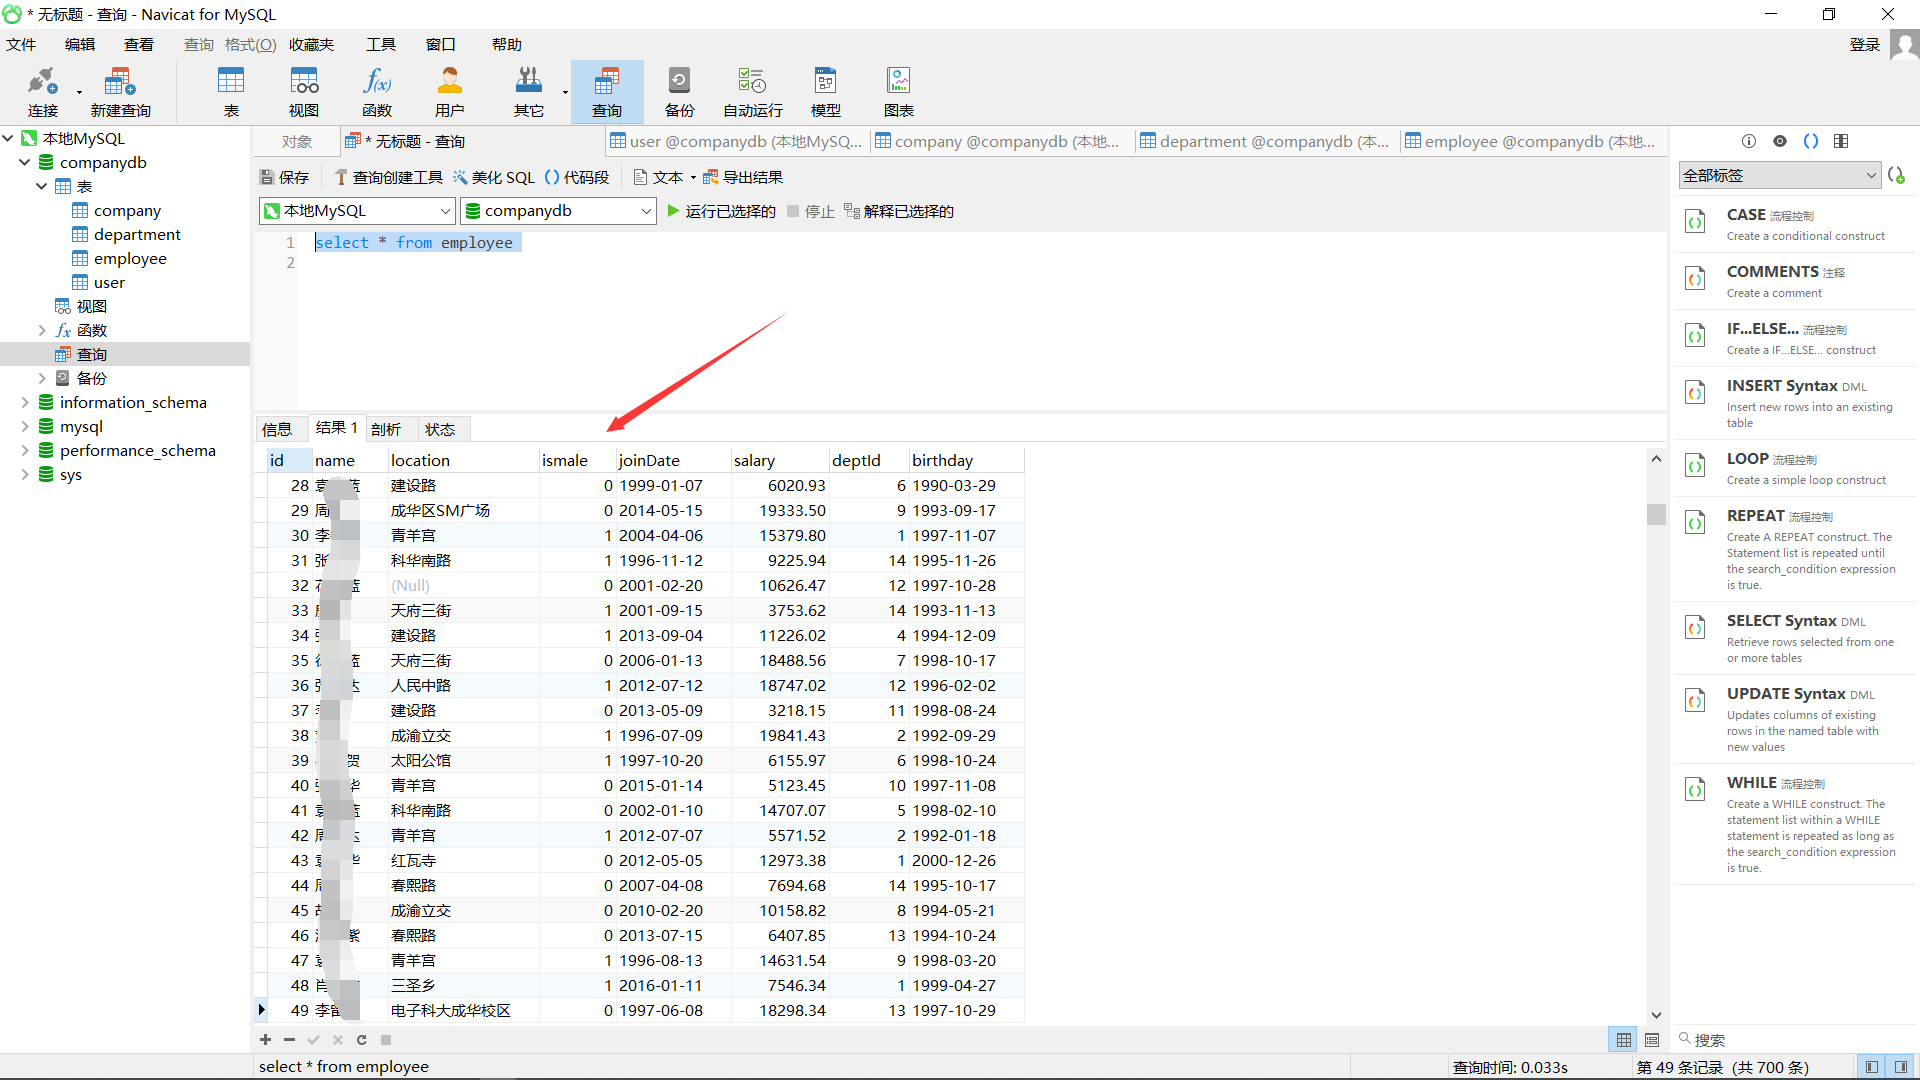 * 无标题 - 查询 - Navicat for MySQL
文件 编辑 查看 查询 格式(O) 收藏夹 工具 窗口 帮助 登录
连接 新建查询 表 视图 函数 用户 其它 查询 备份 自动运行 模型 图表
对象 * 无标题 - 查询 user @companydb (本地MySQ... company @companydb (本地... department @companydb (本... employee @companydb (本地...
本地MySQL
companydb
表
company
department
employee
user
视图
函数
查询
备份
information_schema
mysql
performance_schema
sys
保存 查询创建工具 美化 SQL 代码段 文本 导出结果
本地MySQL companydb 运行已选择的 停止 解释已选择的
1 select * from employee
2
信息 结果 1 剖析 状态
id name location ismale joinDate salary deptId birthday
28 袁 蓝 建设路 0 1999-01-07 6020.93 6 1990-03-29
29 周 成华区SM广场 0 2014-05-15 19333.50 9 1993-09-17
30 李 青羊宫 1 2004-04-06 15379.80 1 1997-11-07
31 张 科华南路 1 1996-11-12 9225.94 14 1995-11-26
32 蓝 (Null) 0 2001-02-20 10626.47 12 1997-10-28
33 天府三街 1 2001-09-15 3753.62 14 1993-11-13
34 建设路 1 2013-09-04 11226.02 4 1994-12-09
35 蓝 天府三街 0 2006-01-13 18488.56 7 1998-10-17
36 达 人民中路 1 2012-07-12 18747.02 12 1996-02-02
37 建设路 0 2013-05-09 3218.15 11 1998-08-24
38 成渝立交 1 1996-07-09 19841.43 2 1992-09-29
39 贺 太阳公馆 1 1997-10-20 6155.97 6 1998-10-24
40 华 青羊宫 0 2015-01-14 5123.45 10 1997-11-08
41 蓝 科华南路 0 2002-01-10 14707.07 5 1998-02-10
42 青羊宫 1 2012-07-07 5571.52 2 1992-01-18
43 华 红瓦寺 0 2012-05-05 12973.38 1 2000-12-26
44 春熙路 0 2007-04-08 7694.68 14 1995-10-17
45 成渝立交 0 2010-02-20 10158.82 8 1994-05-21
46 紫 春熙路 0 2013-07-15 6407.85 13 1994-10-24
47 青羊宫 1 1996-08-13 14631.54 9 1998-03-20
48 肖 三圣乡 1 2016-01-11 7546.34 1 1999-04-27
49 李 电子科大成华校区 0 1997-06-08 18298.34 13 1997-10-29
select * from employee 查询时间: 0.033s 第 49 条记录 (共 700 条)
全部标签
CASE 流程控制
Create a conditional construct
COMMENTS 注释
Create a comment
IF...ELSE... 流程控制
Create a IF...ELSE... construct
INSERT Syntax DML
Insert new rows into an existing
table
LOOP 流程控制
Create a simple loop construct
REPEAT 流程控制
Create A REPEAT construct. The
Statement list is repeated until
the search_condition expression
is true.
SELECT Syntax DML
Retrieve rows selected from one
or more tables
UPDATE Syntax DML
Updates columns of existing
rows in the named table with
new values
WHILE 流程控制
Create a WHILE construct. The
statement list within a WHILE
statement is repeated as long as
the search_condition expression
is true.
搜索